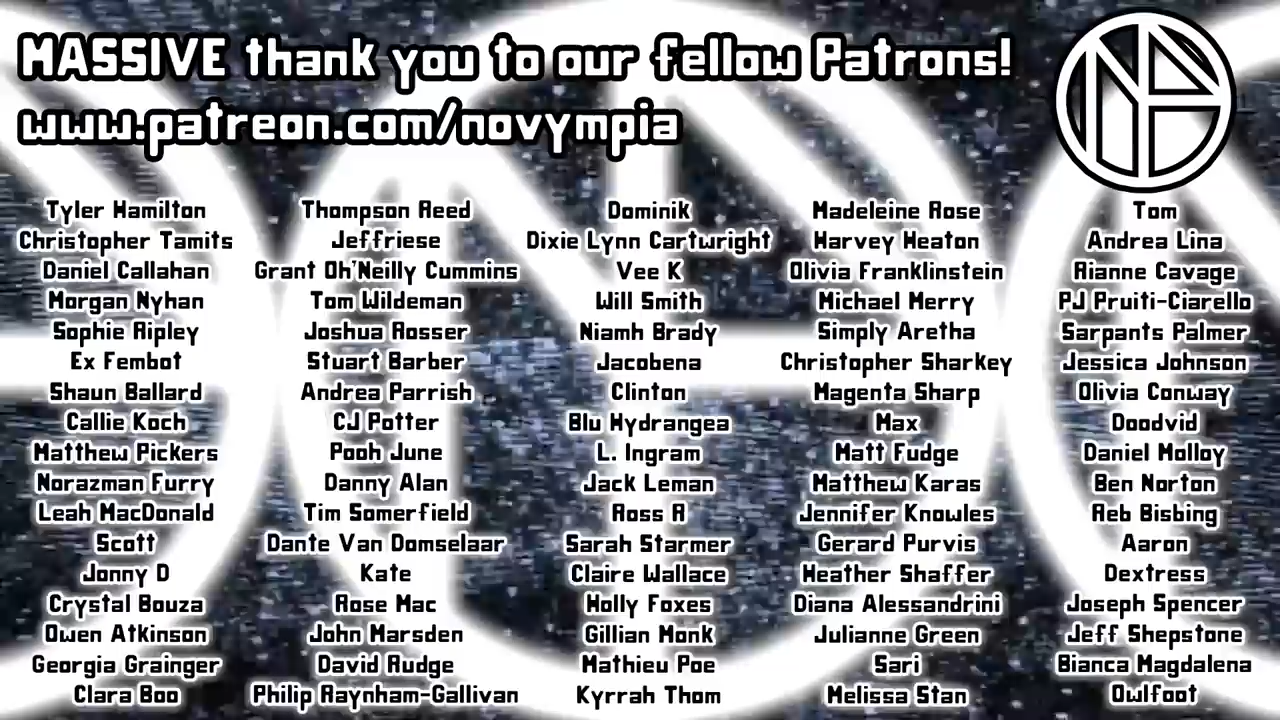 MASSIVE thank you to our fellow Patrons!
www.patreon.com/novympia
Tyler Hamilton
Christopher Tamits
Daniel Callahan
Morgan Nyhan
Sophie Ripley
Ex Fembot
Shaun Ballard
Callie Koch
Matthew Pickers
Norazman Furry
Leah MacDonald
Scott
Jonny D
Crystal Bouza
Owen Atkinson
Georgia Grainger
Clara Boo
Thompson Reed
Jeffriese
Grant Oh'Neilly Cummins
Tom Wildeman
Joshua Rosser
Stuart Barber
Andrea Parrish
CJ Potter
Pooh June
Danny Alan
Tim Somerfield
Dante Van Domselaar
Kate
Rose Mac
John Marsden
David Rudge
Philip Raynham-Gallivan
Dominik
Dixie Lynn Cartwright
Vee K
Will Smith
Niamh Brady
Jacobena
Clinton
Blu Hydrangea
L. Ingram
Jack Leman
Ross R
Sarah Starmer
Claire Wallace
Holly Foxes
Gillian Monk
Mathieu Poe
Kyrrah Thom
Madeleine Rose
Harvey Heaton
Olivia Franklinstein
Michael Merry
Simply Aretha
Christopher Sharkey
Magenta Sharp
Max
Matt Fudge
Matthew Karas
Jennifer Knowles
Gerard Purvis
Heather Shaffer
Diana Alessandrini
Julianne Green
Sari
Melissa Stan
Tom
Andrea Lina
Rianne Cavage
PJ Pruiti-Ciarello
Sarpants Palmer
Jessica Johnson
Olivia Conway
Doodvid
Daniel Molloy
Ben Norton
Reb Bisbing
Aaron
Dextress
Joseph Spencer
Jeff Shepstone
Bianca Magdalena
Owlfoot